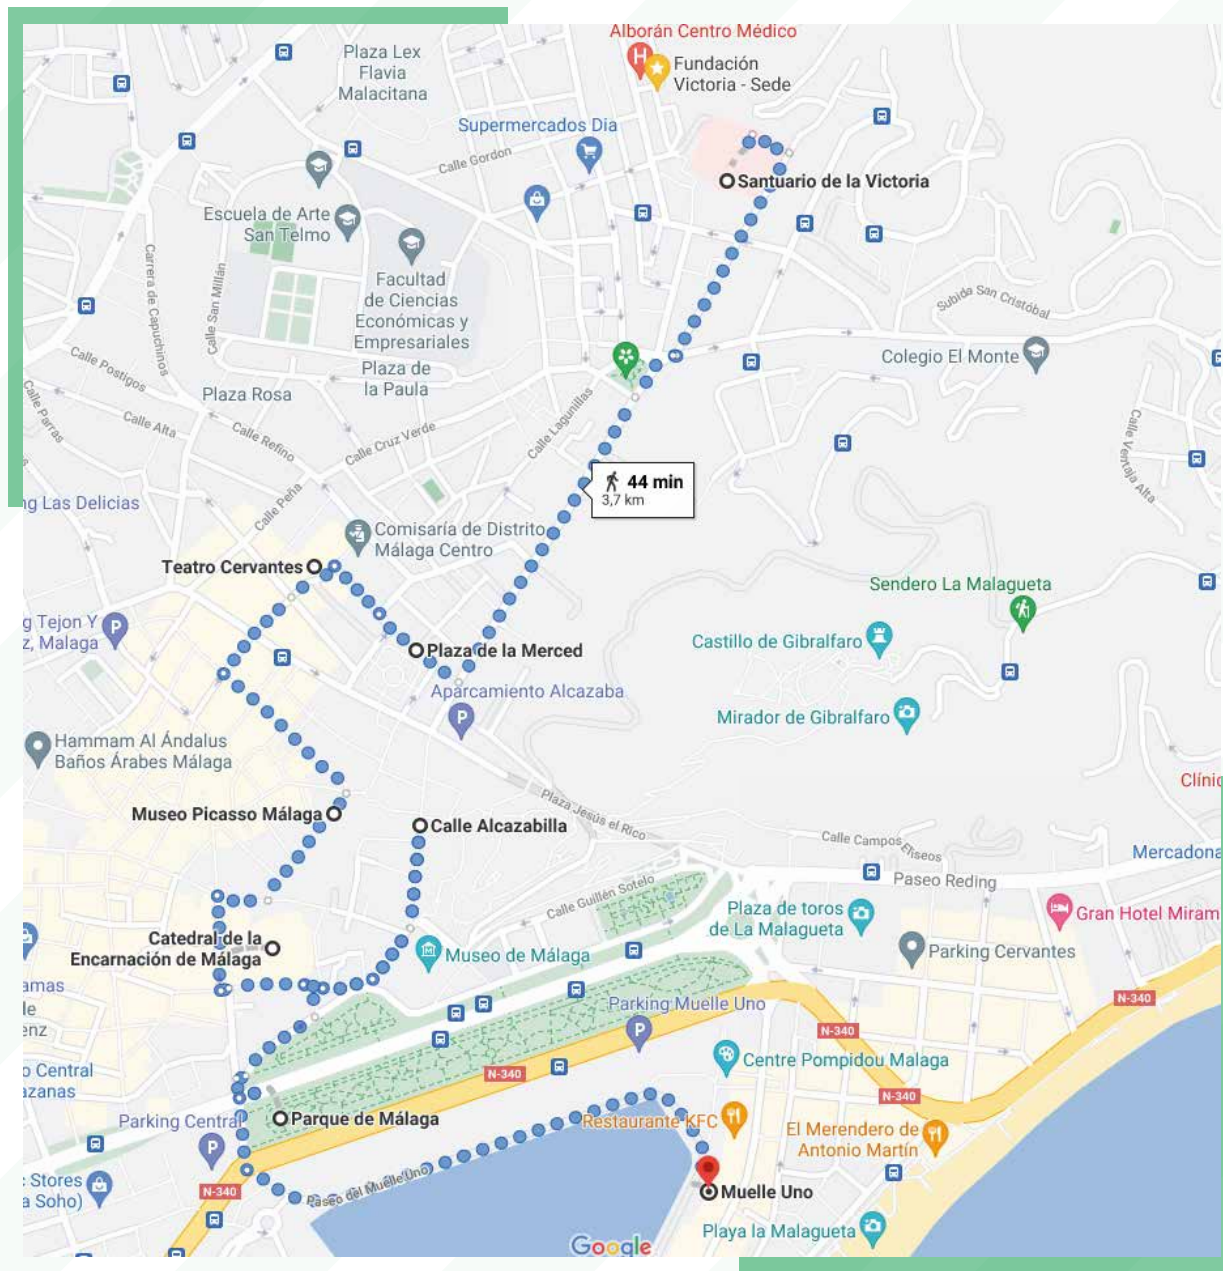 Alborán Centro Médico
Fundación
Victoria - Sede
Plaza Lex
Flavia
Malacitana
Supermercados Dia
Calle Gordon
Santuario de la Victoria
Escuela de Arte
San Telmo
Carrera de Capuchinos
Calle San Millán
Facultad
de Ciencias
Económicas y
Empresariales
Subida San Cristóbal
Colegio El Monte
Calle Postigos
Plaza de
la Paula
Plaza Rosa
Calle Parras
Calle Alta
Calle Refino
Calle Cruz Verde
Calle Lagunillas
Calle Ventaja Alta
44 min
3,7 km
ng Las Delicias
Calle Peña
Comisaría de Distrito
Málaga Centro
Teatro Cervantes
Sendero La Malagueta
g Tejon Y
z, Malaga
Castillo de Gibralfaro
Plaza de la Merced
Aparcamiento Alcazaba
Mirador de Gibralfaro
Hammam Al Ándalus
Baños Árabes Málaga
Clínic
Plaza Jesús el Rico
Museo Picasso Málaga
Calle Alcazabilla
Calle Campos Elíseos
Mercadona
Paseo Reding
Calle Guillén Sotelo
Plaza de toros
de La Malagueta
Gran Hotel Miram
Catedral de la
Encarnación de Málaga
Museo de Málaga
Parking Cervantes
amas
le
enz
Parking Muelle Uno
N-340
N-340
Centre Pompidou Malaga
o Central
azanas
N-340
N-340
Parking Central
Parque de Málaga
Restaurante KFC
El Merendero de
Antonio Martín
Stores
a Soho)
N-340
Paseo del Muelle Uno
Muelle Uno
Playa la Malagueta
Google